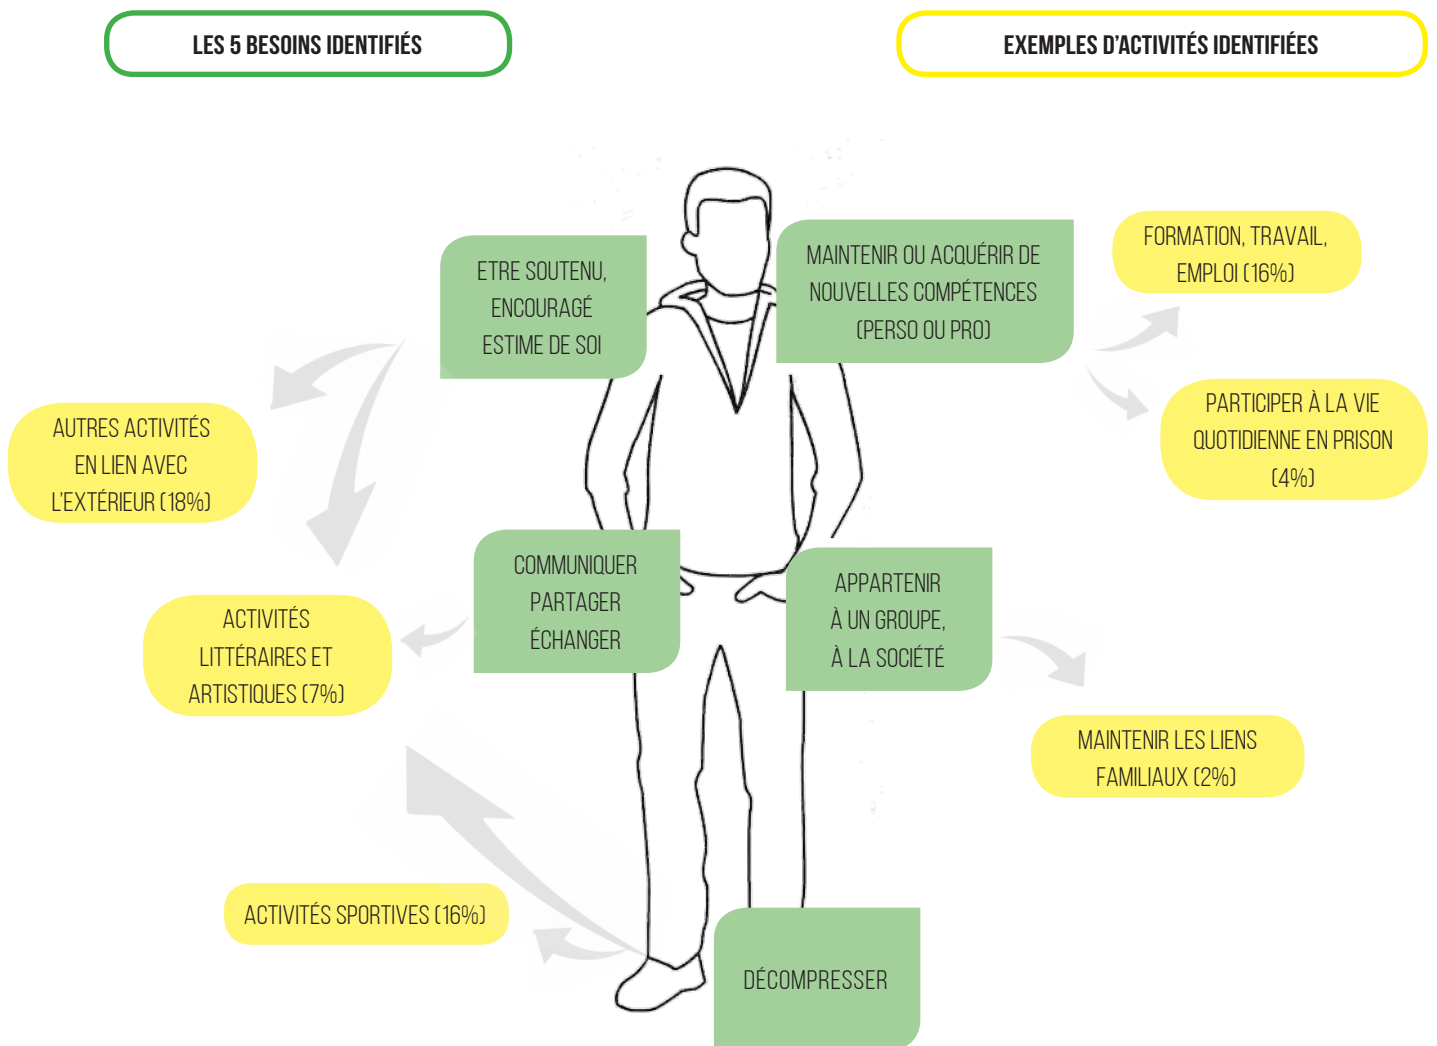 LES 5 BESOINS IDENTIFIÉS
EXEMPLES D'ACTIVITÉS IDENTIFIÉES
ETRE SOUTENU,
ENCOURAGÉ
ESTIME DE SOI
MAINTENIR OU ACQUÉRIR DE
NOUVELLES COMPÉTENCES
(PERSO OU PRO)
FORMATION, TRAVAIL,
EMPLOI (16%)
PARTICIPER À LA VIE
QUOTIDIENNE EN PRISON
(4%)
AUTRES ACTIVITÉS
EN LIEN AVEC
L'EXTÉRIEUR (18%)
COMMUNIQUER
PARTAGER
ÉCHANGER
APPARTENIR
À UN GROUPE,
À LA SOCIÉTÉ
ACTIVITÉS
LITTÉRAIRES ET
ARTISTIQUES (7%)
MAINTENIR LES LIENS
FAMILIAUX (2%)
ACTIVITÉS SPORTIVES (16%)
DÉCOMPRESSER